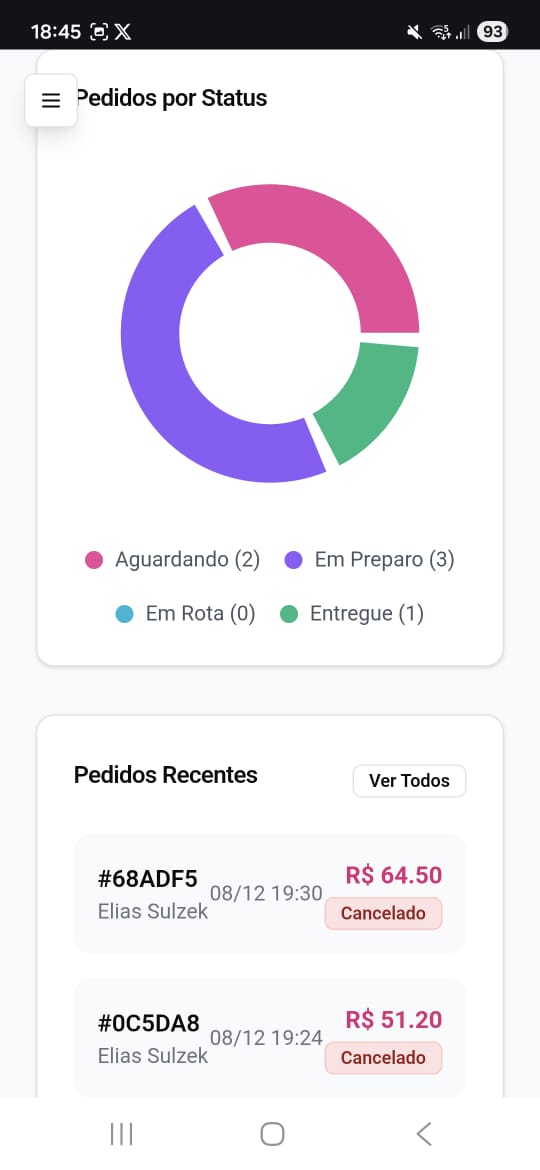 18:45
93
Pedidos por Status
Aguardando (2)
Em Preparo (3)
Em Rota (0)
Entregue (1)
Pedidos Recentes
Ver Todos
#68ADF5
Elias Sulzek
08/12 19:30
R$ 64.50
Cancelado
#0C5DA8
Elias Sulzek
08/12 19:24
R$ 51.20
Cancelado